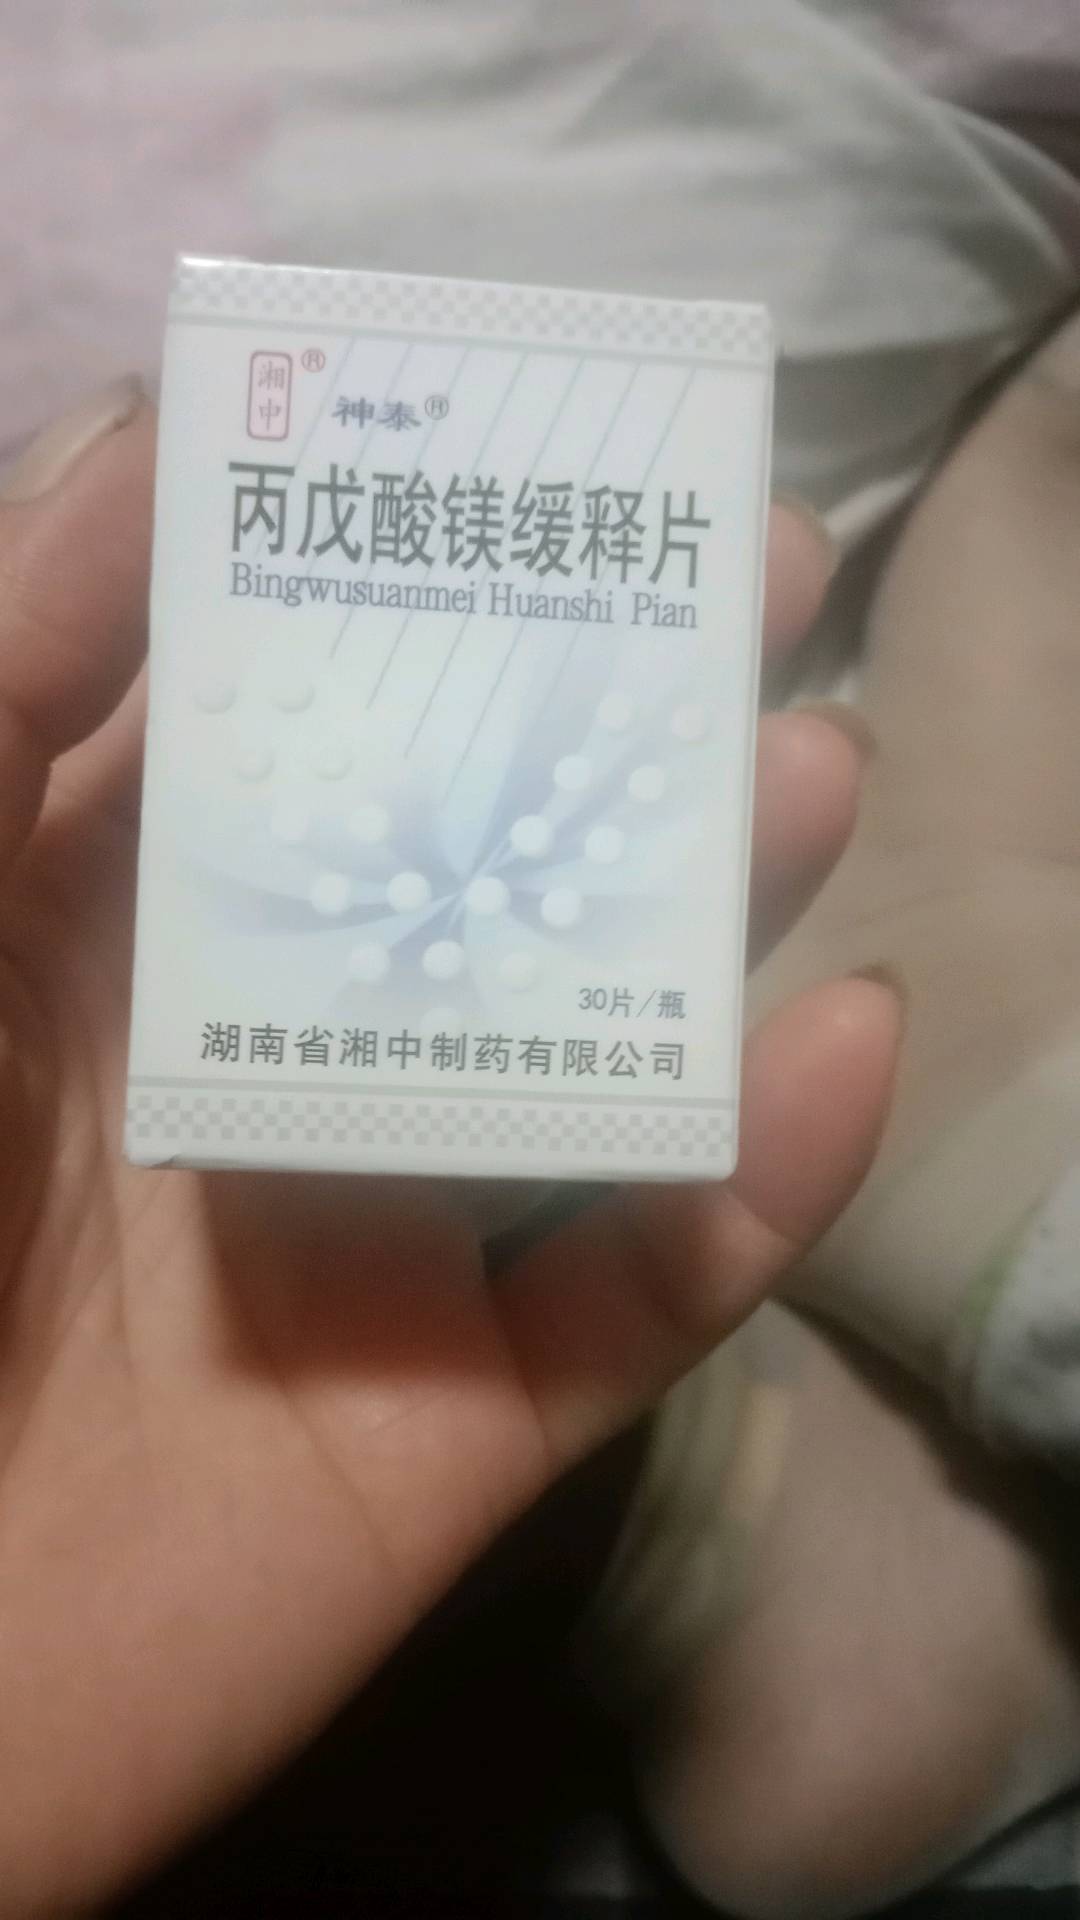 湘中®
神泰®
丙戊酸镁缓释片
Bingwusuanmei Huanshi Pian
30片/瓶
湖南省湘中制药有限公司